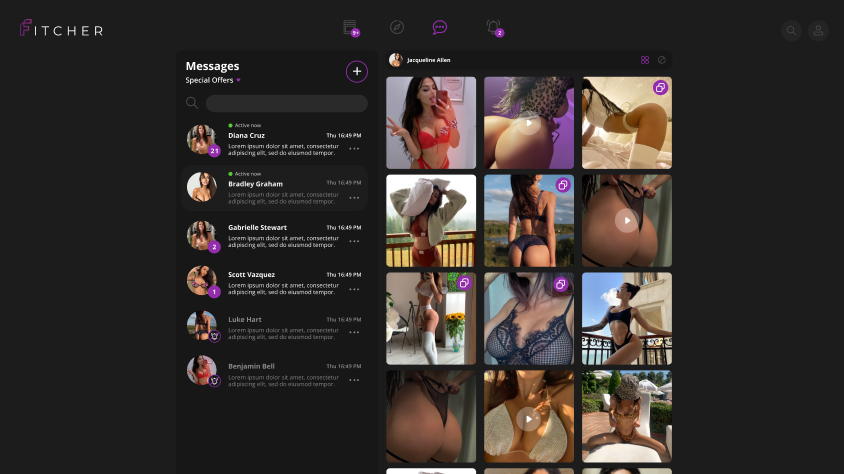 FITCHER
9+
2
Messages
Special Offers
Jacqueline Allen
Active now
Diana Cruz
Thu 16:49 PM
Lorem ipsum dolor sit amet, consectetur
adipiscing elit, sed do eiusmod tempor.
21
Active now
Bradley Graham
Thu 16:49 PM
Lorem ipsum dolor sit amet, consectetur
adipiscing elit, sed do eiusmod tempor.
Gabrielle Stewart
Thu 16:49 PM
Lorem ipsum dolor sit amet, consectetur
adipiscing elit, sed do eiusmod tempor.
2
Scott Vazquez
Thu 16:49 PM
Lorem ipsum dolor sit amet, consectetur
adipiscing elit, sed do eiusmod tempor.
1
Luke Hart
Thu 16:49 PM
Lorem ipsum dolor sit amet, consectetur
adipiscing elit, sed do eiusmod tempor.
Benjamin Bell
Thu 16:49 PM
Lorem ipsum dolor sit amet, consectetur
adipiscing elit, sed do eiusmod tempor.